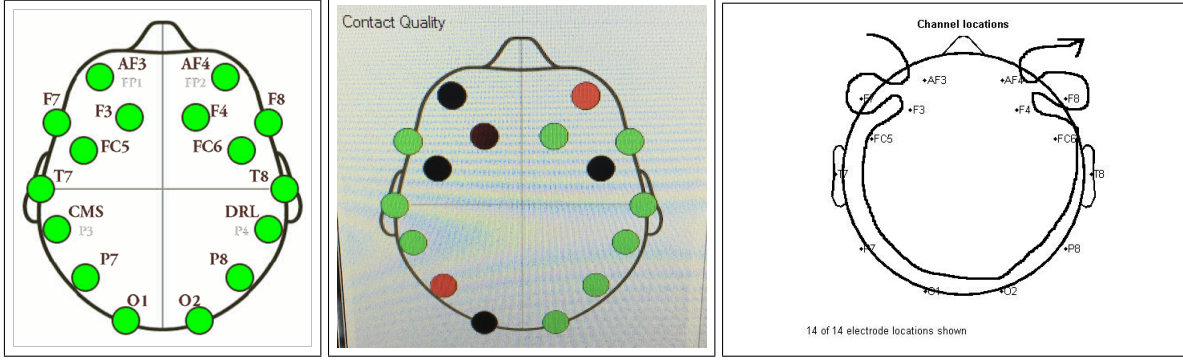 AF3 AF4
FP1 FP2
F7 F3 F4 F8
FC5 FC6
T7 T8
CMS DRL
P3 P4
P7 P8
O1 O2
Contact Quality
Channel locations
AF3 AF4
F7 F8
F3 F4
FC5 FC6
T7 T8
P7 P8
O1 O2
14 of 14 electrode locations shown